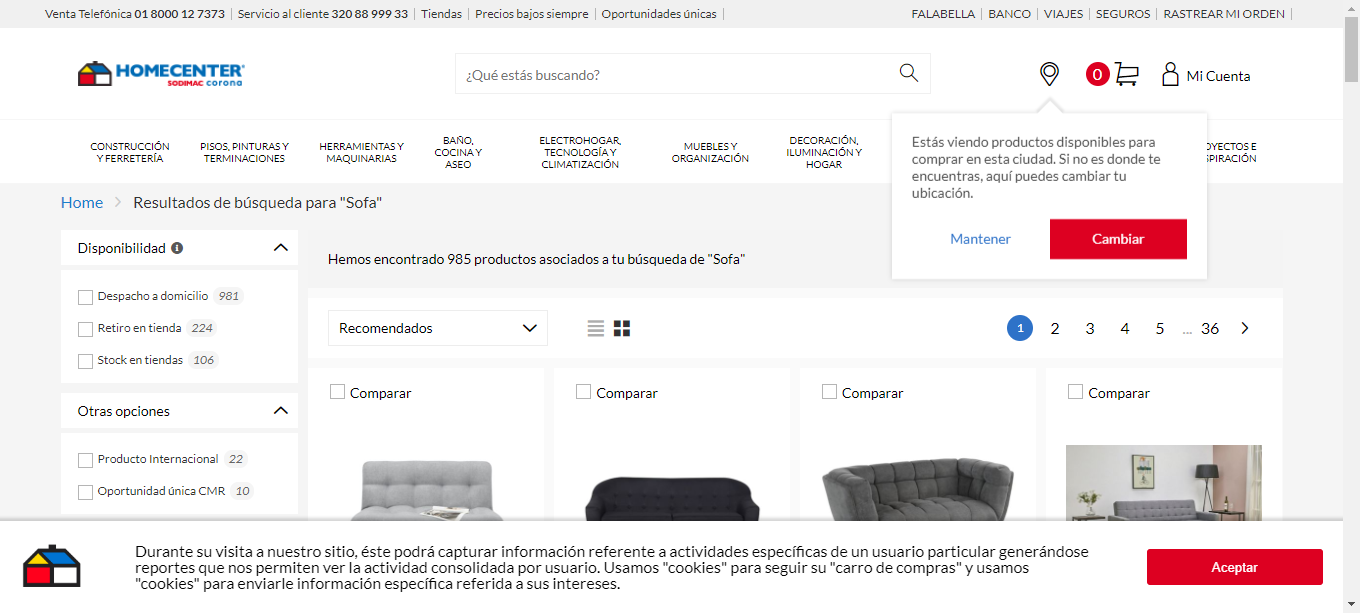 Venta Telefónica 01 8000 12 7373
Servicio al cliente 320 88 999 33
Tiendas
Precios bajos siempre
Oportunidades únicas
FALABELLA
BANCO
VIAJES
SEGUROS
RASTREAR MI ORDEN
HOMECENTER
SODIMAC corona
¿Qué estás buscando?
0
Mi Cuenta
CONSTRUCCIÓN
Y FERRETERÍA
PISOS, PINTURAS Y
TERMINACIONES
HERRAMIENTAS Y
MAQUINARIAS
BAÑO,
COCINA Y
ASEO
ELECTROHOGAR,
TECNOLOGÍA Y
CLIMATIZACIÓN
MUEBLES Y
ORGANIZACIÓN
DECORACIÓN,
ILUMINACIÓN Y
HOGAR
OYECTOS E
SPIRACIÓN
Estás viendo productos disponibles para
comprar en esta ciudad. Si no es donde te
encuentras, aquí puedes cambiar tu
ubicación.
Mantener
Cambiar
Home
Resultados de búsqueda para "Sofa"
Disponibilidad
Despacho a domicilio 981
Retiro en tienda 224
Stock en tiendas 106
Otras opciones
Producto Internacional 22
Oportunidad única CMR 10
Hemos encontrado 985 productos asociados a tu búsqueda de "Sofa"
Recomendados
1 2 3 4 5 ... 36
Comparar
Comparar
Comparar
Comparar
Durante su visita a nuestro sitio, éste podrá capturar información referente a actividades específicas de un usuario particular generándose
reportes que nos permiten ver la actividad consolidada por usuario. Usamos "cookies" para seguir su "carro de compras" y usamos
"cookies" para enviarle información específica referida a sus intereses.
Aceptar